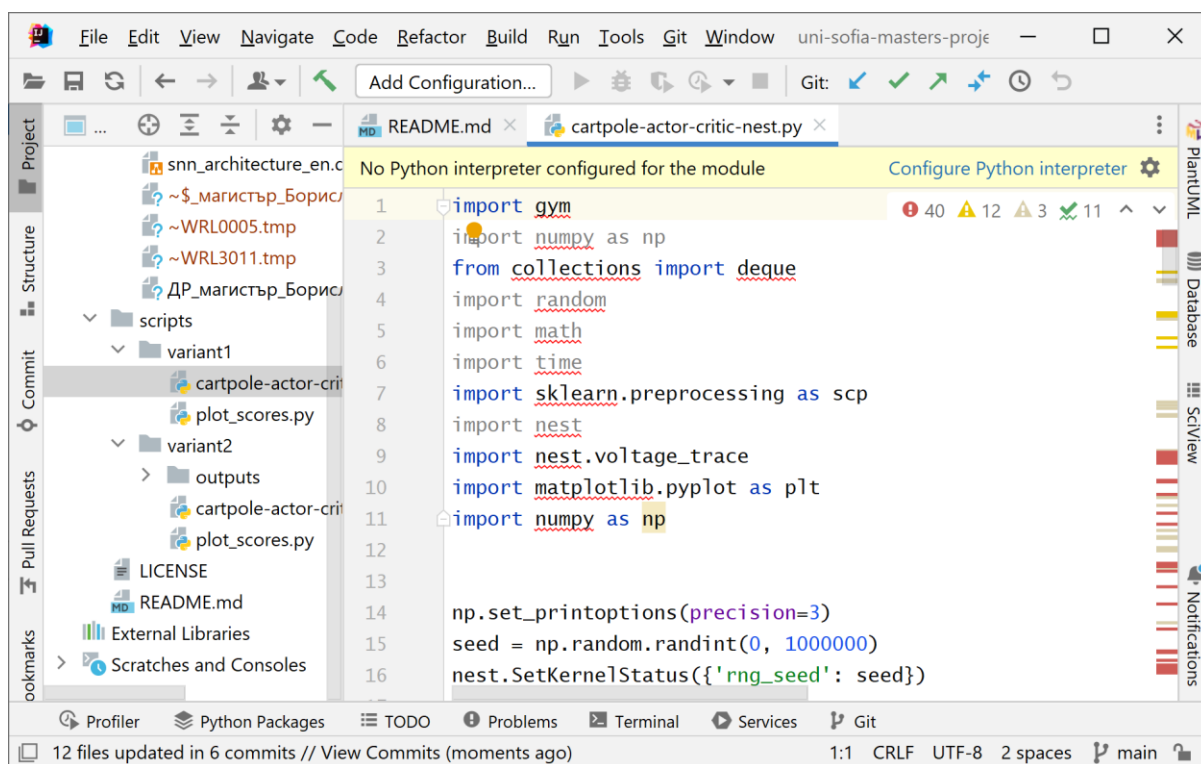 File Edit View Navigate Code Refactor Build Run Tools Git Window uni-sofia-masters-proje
Add Configuration... Git:
Project
Structure
Commit
Pull Requests
ookmarks
...
snn_architecture_en.c
~$_магистър_Борисл
~WRL0005.tmp
~WRL3011.tmp
ДР_магистър_Борисл
scripts
variant1
cartpole-actor-crit
plot_scores.py
variant2
outputs
cartpole-actor-crit
plot_scores.py
LICENSE
README.md
External Libraries
Scratches and Consoles
README.md cartpole-actor-critic-nest.py
No Python interpreter configured for the module Configure Python interpreter
40 12 3 11
1 import gym
2 import numpy as np
3 from collections import deque
4 import random
5 import math
6 import time
7 import sklearn.preprocessing as scp
8 import nest
9 import nest.voltage_trace
10 import matplotlib.pyplot as plt
11 import numpy as np
12
13
14 np.set_printoptions(precision=3)
15 seed = np.random.randint(0, 1000000)
16 nest.SetKernelStatus({'rng_seed': seed})
PlantUML
Database
SciView
Notifications
Profiler Python Packages TODO Problems Terminal Services Git
12 files updated in 6 commits // View Commits (moments ago) 1:1 CRLF UTF-8 2 spaces main